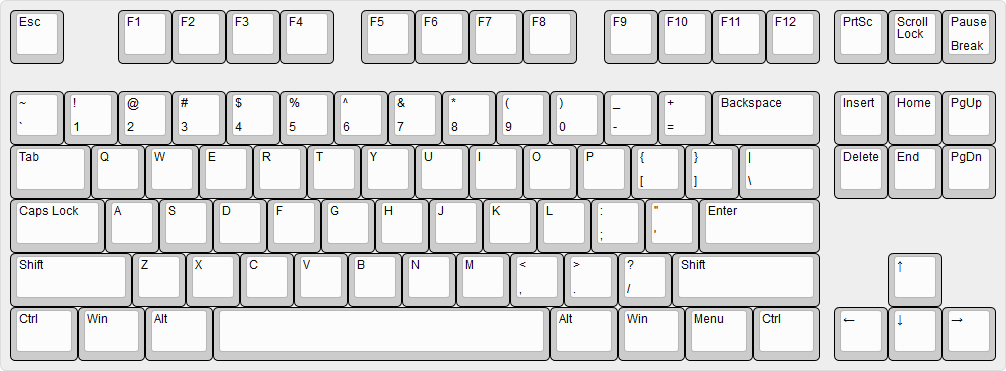 Esc F1 F2 F3 F4 F5 F6 F7 F8 F9 F10 F11 F12 PrtSc Scroll Pause
Lock
Break
~ ! @ # $ % ^ & * ( ) _ + Backspace Insert Home PgUp
` 1 2 3 4 5 6 7 8 9 0 - =
Tab Q W E R T Y U I O P { } | Delete End PgDn
[ ] \
Caps Lock A S D F G H J K L : " Enter
; '
Shift Z X C V B N M < > ? Shift ↑
, . /
Ctrl Win Alt Alt Win Menu Ctrl ← ↓ →